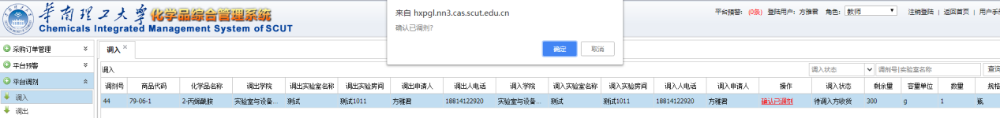 华南理工大学 化学品综合管理系统
Chemicals Integrated Management System of SCUT
来自 hxpgl.nn3.cas.scut.edu.cn
确认已调剂?
确定 取消
平台预警: (0条) 登陆用户: 方雅君 角色: 教师 注销登陆 | 返回首页 | 用户手册
采购订单管理
平台预警
平台调剂
调入
调出
调入
调入
调入状态 调剂号|实验室名称 查询
调剂号 商品代码 化学品名称 调出学院 调出实验室名称 调出实验房间 调出申请人 调出人电话 调入学院 调入实验室名称 调入实验房间 调入人电话 调入申请人 操作 调入状态 剩余量 容量单位 数量 规格
44 79-06-1 2-丙烯酰胺 实验室与设备... 测试 测试1011 方雅君 18814122920 实验室与设备... 测试 测试1011 18814122920 方雅君 确认已调剂 待调入方收货 300 g 1 瓶